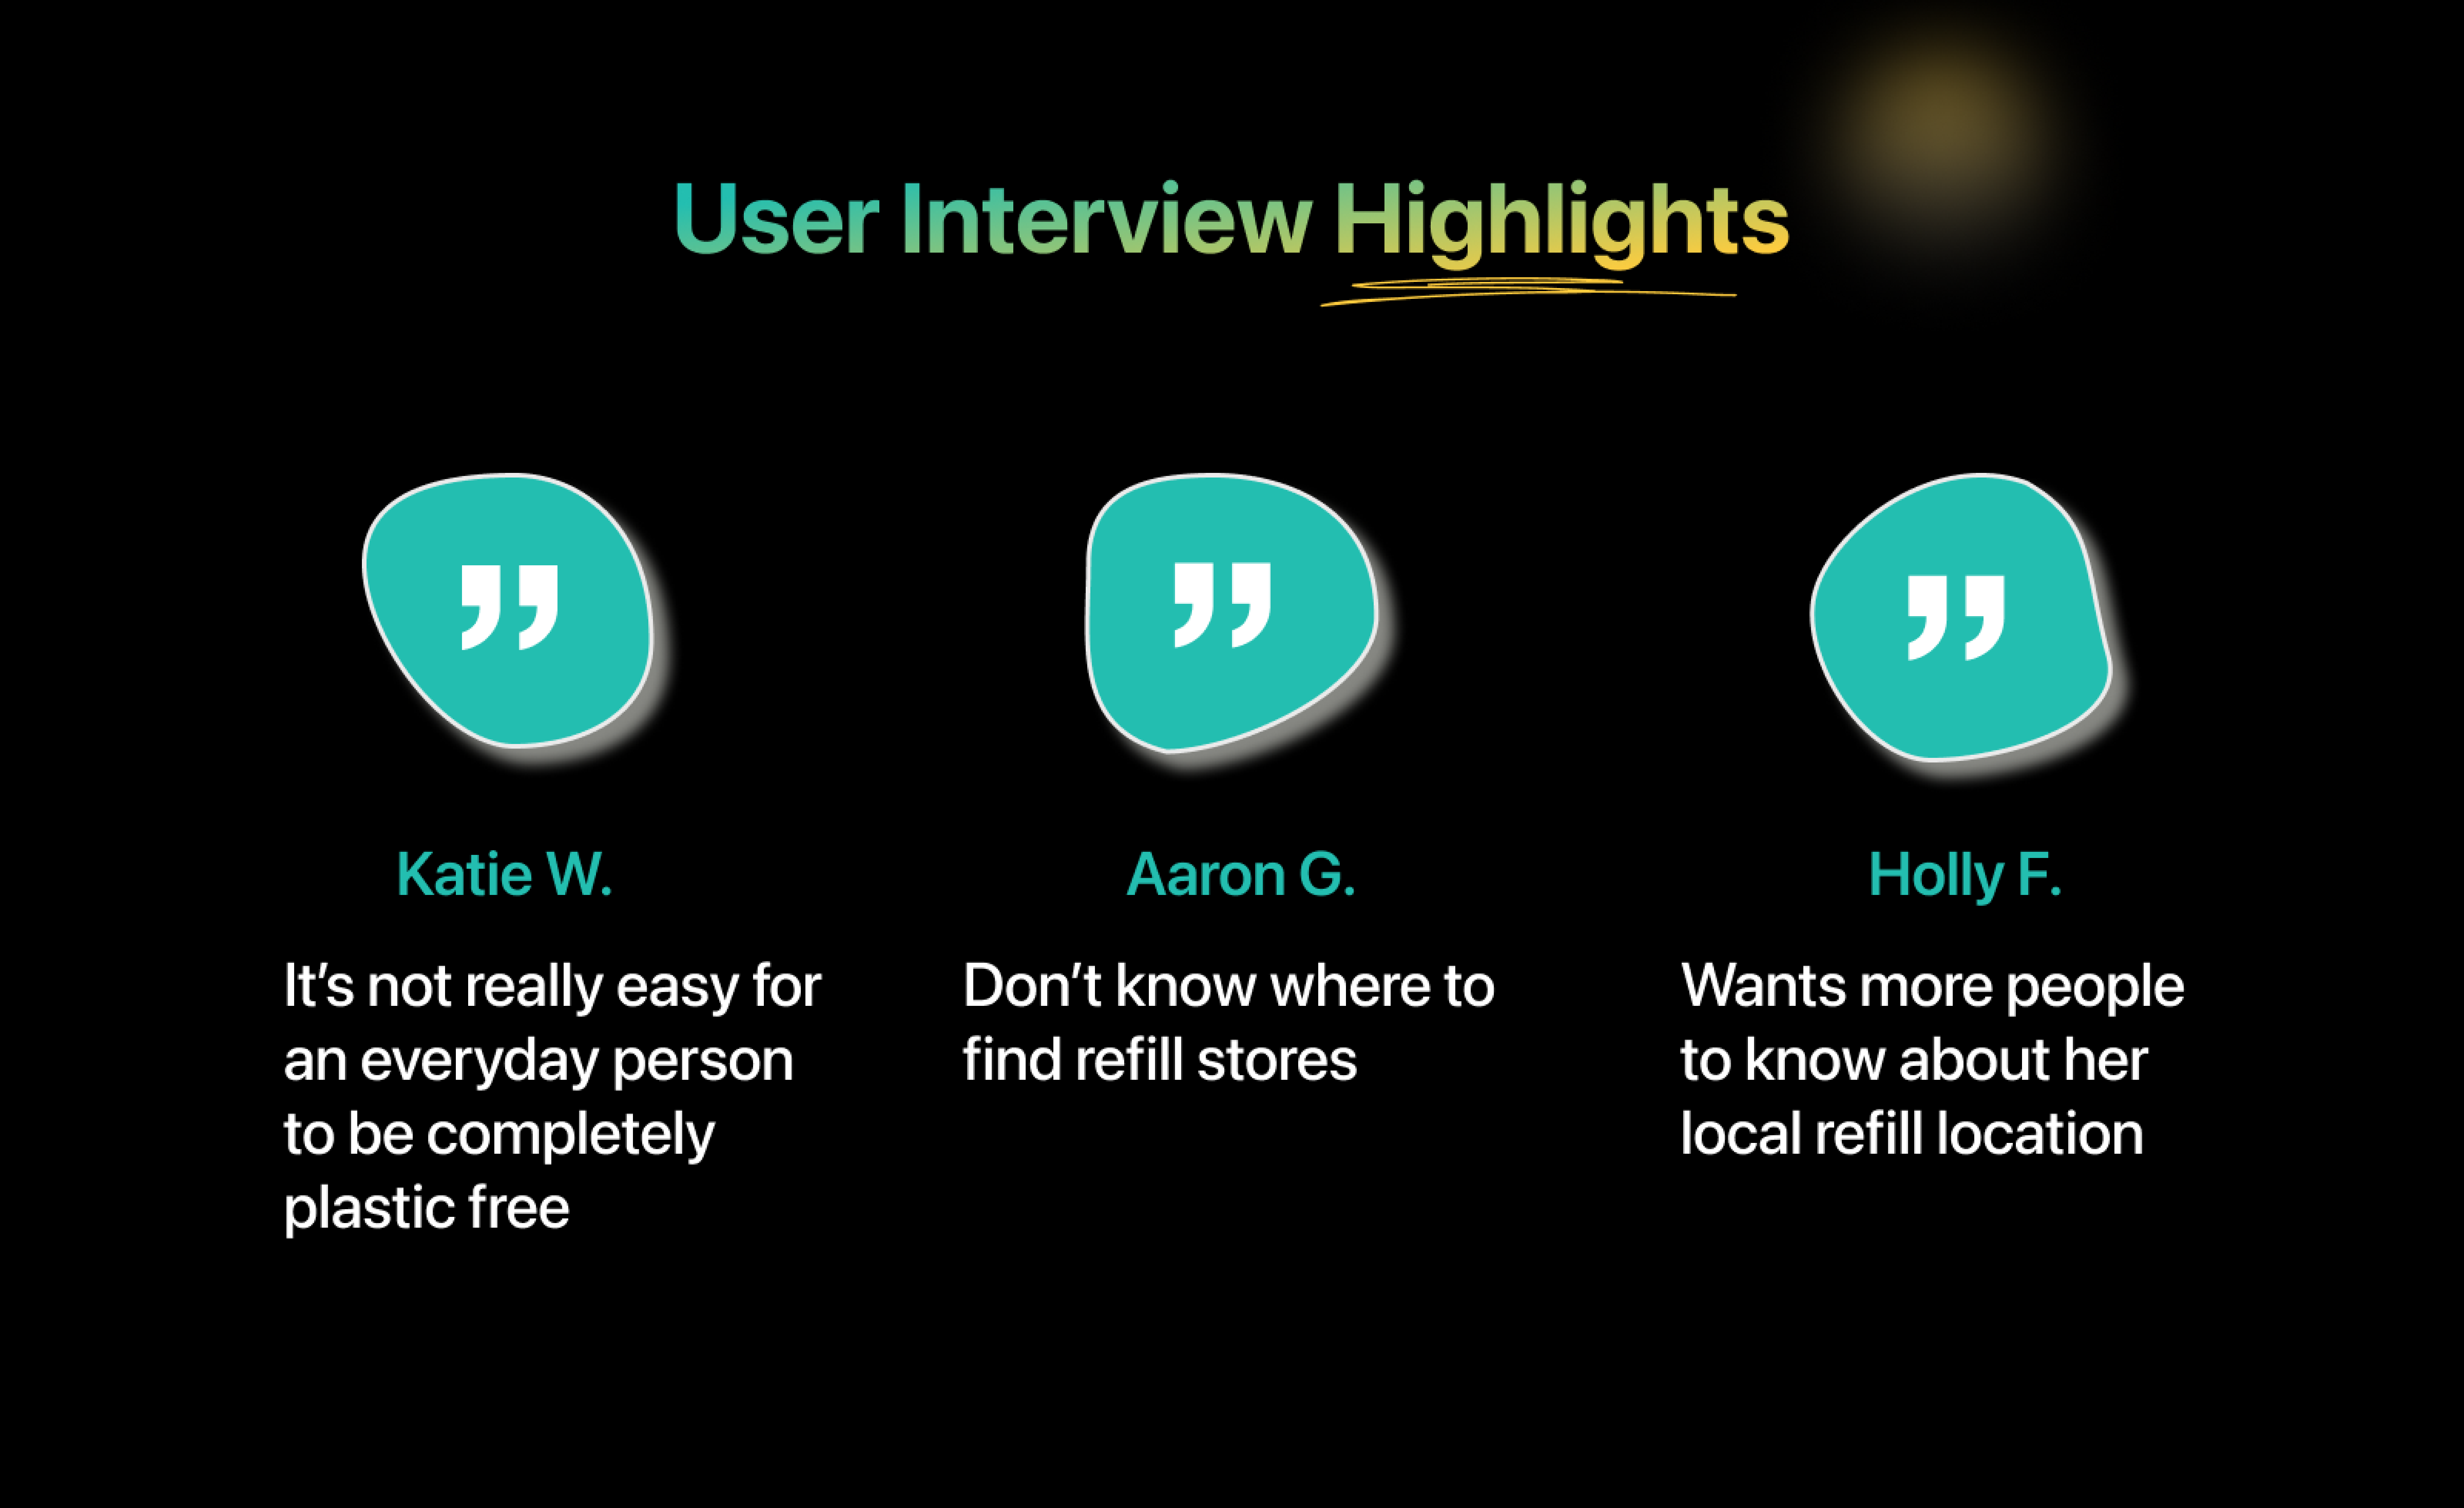 User Interview Highlights
”
”
”
Katie W.
It’s not really easy for
an everyday person
to be completely
plastic free
Aaron G.
Don’t know where to
find refill stores
Holly F.
Wants more people
to know about her
local refill location